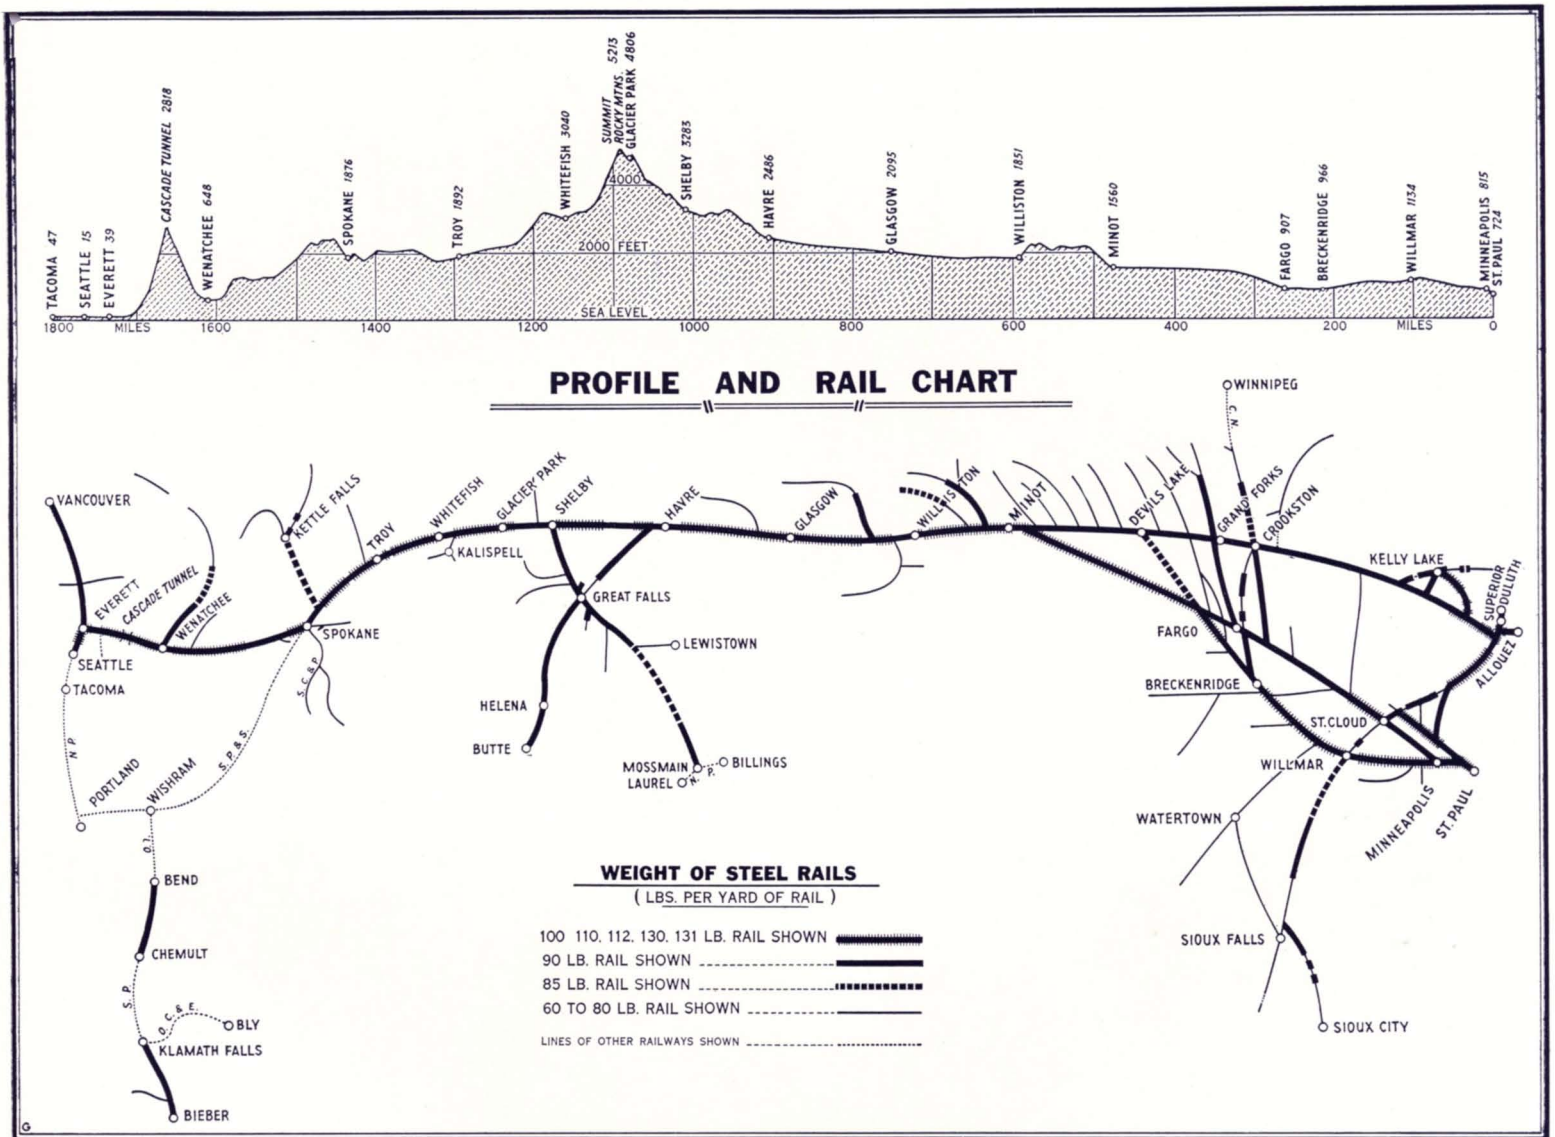 TACOMA 47
SEATTLE 15
EVERETT 39
CASCADE TUNNEL 2818
WENATCHEE 648
SPOKANE 1876
TROY 1892
WHITEFISH 3040
SUMMIT
ROCKY MTNS. 5213
GLACIER PARK 4806
SHELBY 3283
HAVRE 2486
GLASGOW 2095
WILLISTON 1851
MINOT 1560
FARGO 907
BRECKENRIDGE 966
WILLMAR 1134
MINNEAPOLIS 815
ST. PAUL 724
4000
2000 FEET
SEA LEVEL
1800 MILES 1600 1400 1200 1000 800 600 400 200 MILES 0
PROFILE AND RAIL CHART
WINNIPEG
C. N.
VANCOUVER
KETTLE FALLS
TROY
WHITEFISH
GLACIER PARK
SHELBY
HAVRE
GLASGOW
WILLISTON
MINOT
DEVILS LAKE
GRAND FORKS
CROOKSTON
KALISPELL
KELLY LAKE
SUPERIOR
DULUTH
EVERETT
CASCADE TUNNEL
WENATCHEE
SPOKANE
GREAT FALLS
FARGO
SEATTLE
LEWISTOWN
ALLOUEZ
TACOMA
S. C. & P.
BRECKENRIDGE
HELENA
ST. CLOUD
N. P.
S. P. & S.
BUTTE
MOSSMAIN
BILLINGS
LAUREL
N. P.
WILLMAR
PORTLAND
WISHRAM
WATERTOWN
MINNEAPOLIS
ST. PAUL
O. T.
BEND
WEIGHT OF STEEL RAILS
( LBS. PER YARD OF RAIL )
100 110, 112, 130, 131 LB. RAIL SHOWN
90 LB. RAIL SHOWN
85 LB. RAIL SHOWN
60 TO 80 LB. RAIL SHOWN
LINES OF OTHER RAILWAYS SHOWN
CHEMULT
SIOUX FALLS
S. P.
O. C. & E.
BLY
KLAMATH FALLS
SIOUX CITY
BIEBER
G